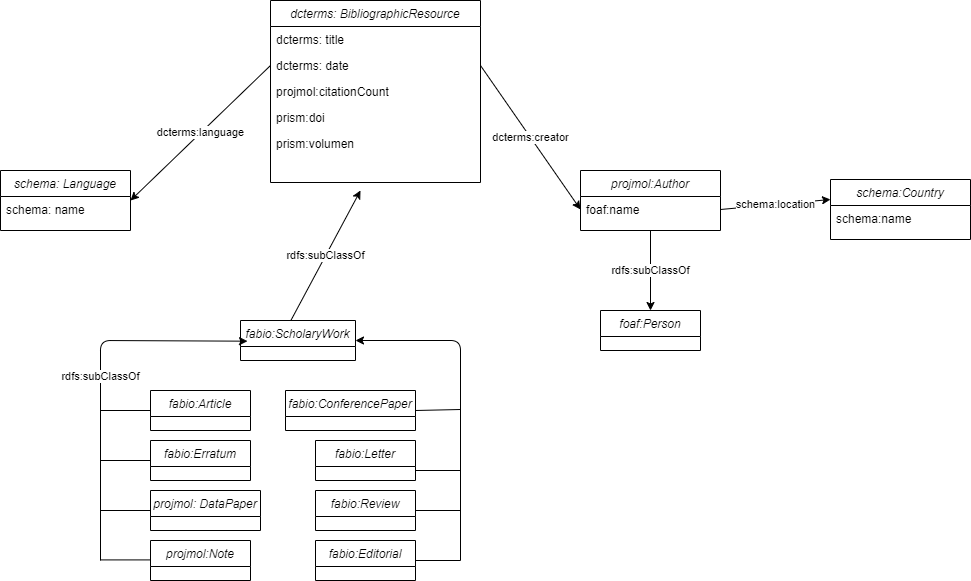 dcterms: BibliographicResource
dcterms: title
dcterms: date
projmol:citationCount
prism:doi
prism:volumen
dcterms:language
dcterms:creator
schema: Language
schema: name
projmol:Author
foaf:name
schema:location
schema:Country
schema:name
rdfs:subClassOf
rdfs:subClassOf
foaf:Person
fabio:ScholaryWork
rdfs:subClassOf
fabio:Article
fabio:ConferencePaper
fabio:Erratum
fabio:Letter
projmol: DataPaper
fabio:Review
projmol:Note
fabio:Editorial